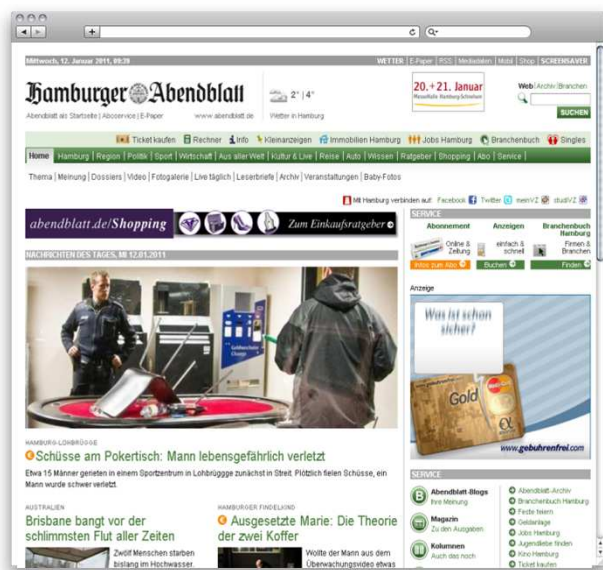 Mittwoch, 12. Januar 2011, 09:39
WETTER | E-Paper | RSS | Mediadaten | Mobil | Shop | SCREENSAVER
Hamburger Abendblatt
2° | 4°
20.+21. Januar
Web | Archiv | Branchen
SUCHEN
Abendblatt als Startseite | Aboservice | E-Paper
www.abendblatt.de
Wetter in Hamburg
Ticket kaufen Rechner Info Kleinanzeigen Immobilien Hamburg Jobs Hamburg Branchenbuch Singles
Home | Hamburg | Region | Politik | Sport | Wirtschaft | Aus aller Welt | Kultur & Live | Reise | Auto | Wissen | Ratgeber | Shopping | Abo | Service |
Thema | Meinung | Dossiers | Video | Fotogalerie | Live täglich | Leserbriefe | Archiv | Veranstaltungen | Baby-Fotos
Mit Hamburg verbinden auf: Facebook Twitter meinVZ studiVZ
abendblatt.de/Shopping
Zum Einkaufsratgeber
SERVICE
Abonnement
Online & Zeitung
Infos zum Abo
Anzeigen
einfach & schnell
Buchen
Branchenbuch Hamburg
Firmen & Branchen
Finden
NACHRICHTEN DES TAGES, MI 12.01.2011
Geldwechsler
Anzeige
Was ist schon
sicher?
Gold
MasterCard
www.gebuhrenfrei.com
HAMBURG-LOHBRÜGGE
Schüsse am Pokertisch: Mann lebensgefährlich verletzt
Etwa 15 Männer gerieten in einem Sportzentrum in Lohbrügge zunächst in Streit. Plötzlich fielen Schüsse, ein
Mann wurde schwer verletzt.
AUSTRALIEN
Brisbane bangt vor der
schlimmsten Flut aller Zeiten
Zwölf Menschen starben
bislang im Hochwasser.
HAMBURGER FINDELKIND
Ausgesetzte Marie: Die Theorie
der zwei Koffer
Wollte der Mann aus dem
Überwachungsvideo etwas
SERVICE
Abendblatt-Blogs
Ihre Meinung
Magazin
Zu den Ausgaben
Kolumnen
Auch das noch
Abendblatt-Archiv
Branchenbuch Hamburg
Feste feiern
Geldanlage
Jobs Hamburg
Jugendliebe finden
Kino Hamburg
Ticket kaufen